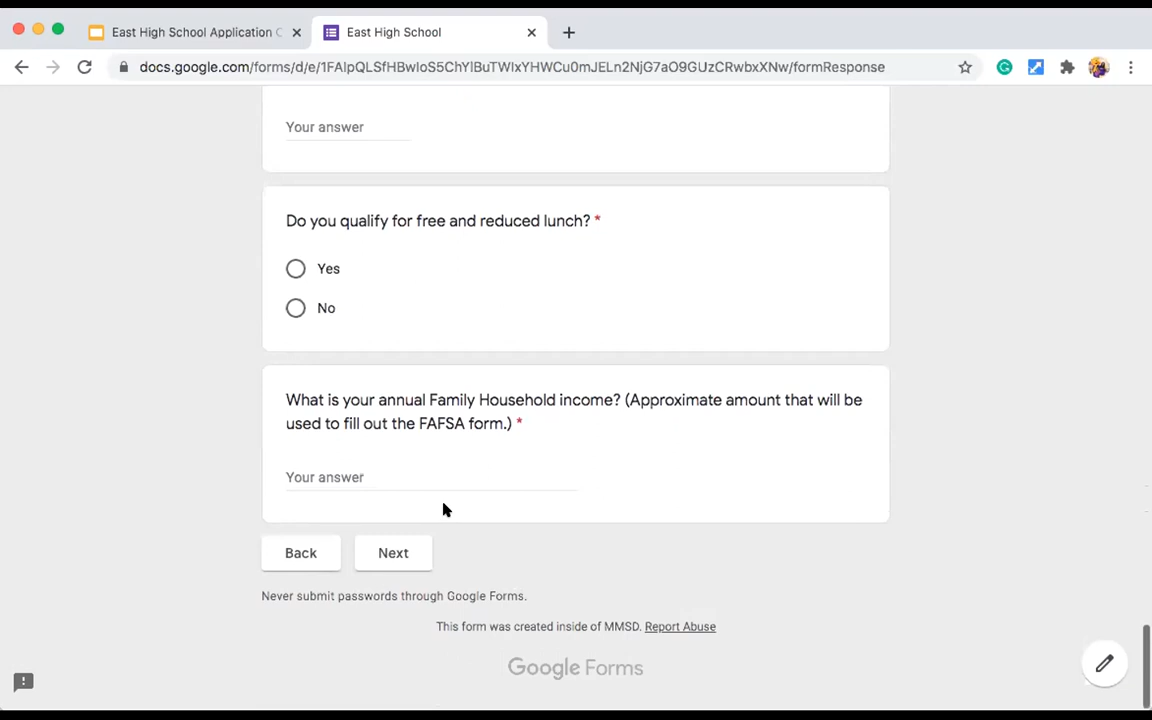 East High School Application C
East High School
docs.google.com/forms/d/e/1FAIpQLSfHBwIoS5ChYlBuTWlxYHWCu0mJELn2NjG7aO9GUzCRwbxXNw/formResponse
Your answer
Do you qualify for free and reduced lunch? *
Yes
No
What is your annual Family Household income? (Approximate amount that will be
used to fill out the FAFSA form.) *
Your answer
Back
Next
Never submit passwords through Google Forms.
This form was created inside of MMSD. Report Abuse
Google Forms